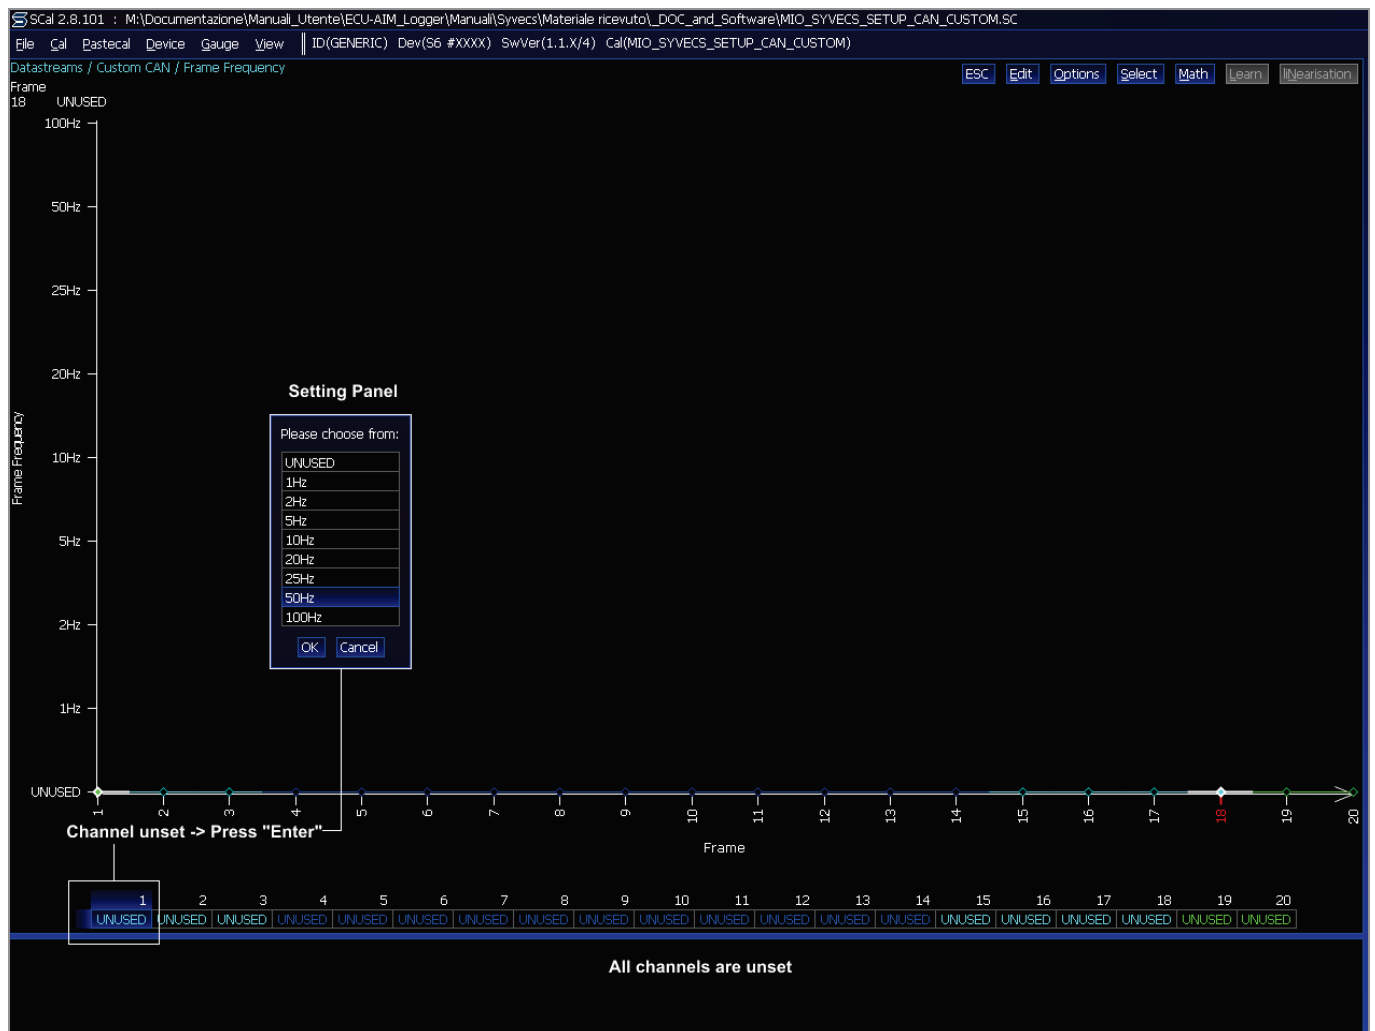 SCal 2.8.101 : M:\Documentazione\Manuali_Utente\ECU-AIM_Logger\Manuali\Syvecs\Materiale ricevuto\_DOC_and_Software\MIO_SYVECS_SETUP_CAN_CUSTOM.SC
File Cal Pastecal Device Gauge View ID(GENERIC) Dev(S6 #XXXX) SwVer(1.1.X/4) Cal(MIO_SYVECS_SETUP_CAN_CUSTOM)
Datastreams / Custom CAN / Frame Frequency
ESC Edit Options Select Math Learn liNearisation
Frame
18 UNUSED
100Hz
50Hz
25Hz
20Hz
10Hz
5Hz
2Hz
1Hz
UNUSED
Frame Frequency
Setting Panel
Please choose from:
UNUSED
1Hz
2Hz
5Hz
10Hz
20Hz
25Hz
50Hz
100Hz
OK Cancel
1 2 3 4 5 6 7 8 9 10 11 12 13 14 15 16 17 18 19 20
Channel unset -> Press "Enter"
Frame
1 2 3 4 5 6 7 8 9 10 11 12 13 14 15 16 17 18 19 20
UNUSED UNUSED UNUSED UNUSED UNUSED UNUSED UNUSED UNUSED UNUSED UNUSED UNUSED UNUSED UNUSED UNUSED UNUSED UNUSED UNUSED UNUSED UNUSED UNUSED
All channels are unset